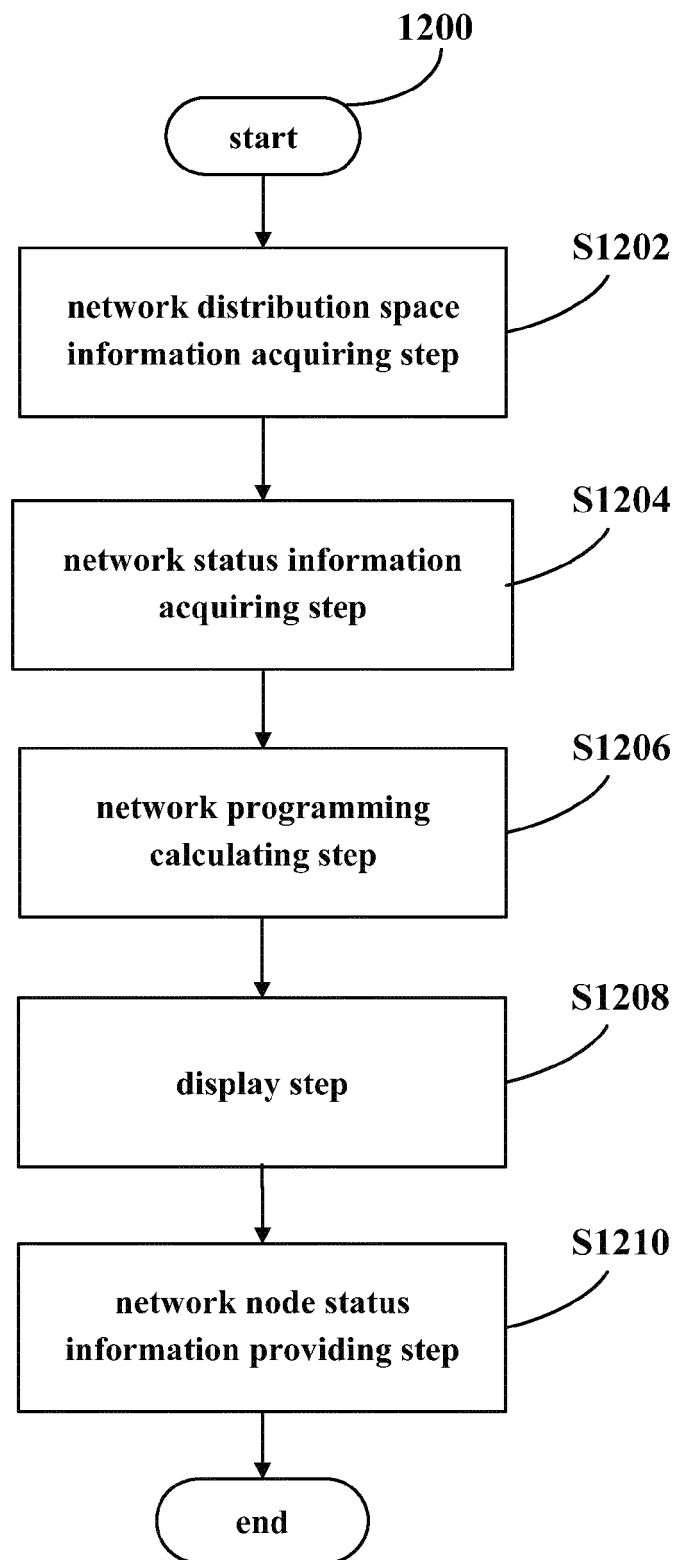 1200
start
S1202
network distribution space
information acquiring step
S1204
network status information
acquiring step
S1206
network programming
calculating step
S1208
display step
S1210
network node status
information providing step
end